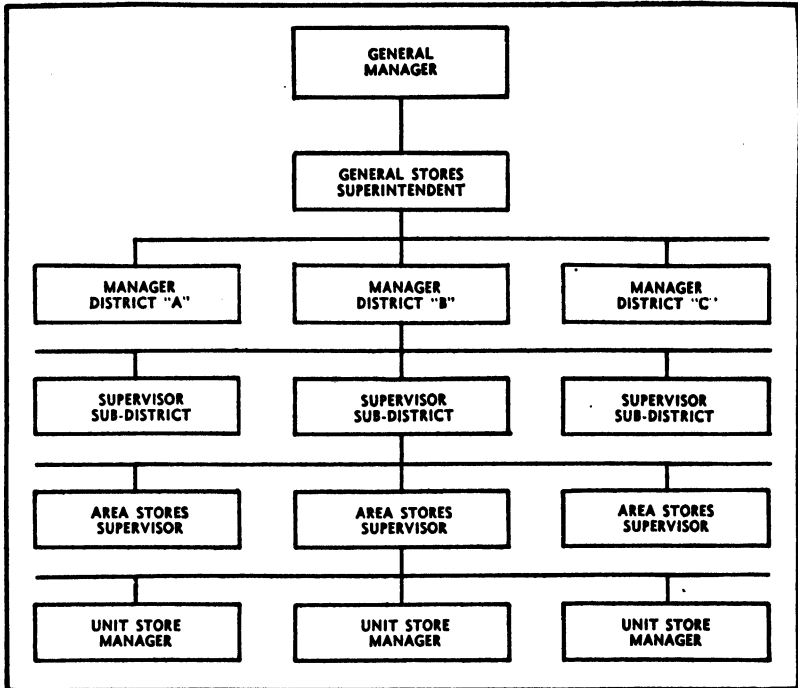 GENERAL
MANAGER
GENERAL STORES
SUPERINTENDENT
MANAGER
DISTRICT "A"
MANAGER
DISTRICT "B"
MANAGER
DISTRICT "C"
SUPERVISOR
SUB-DISTRICT
SUPERVISOR
SUB-DISTRICT
SUPERVISOR
SUB-DISTRICT
AREA STORES
SUPERVISOR
AREA STORES
SUPERVISOR
AREA STORES
SUPERVISOR
UNIT STORE
MANAGER
UNIT STORE
MANAGER
UNIT STORE
MANAGER